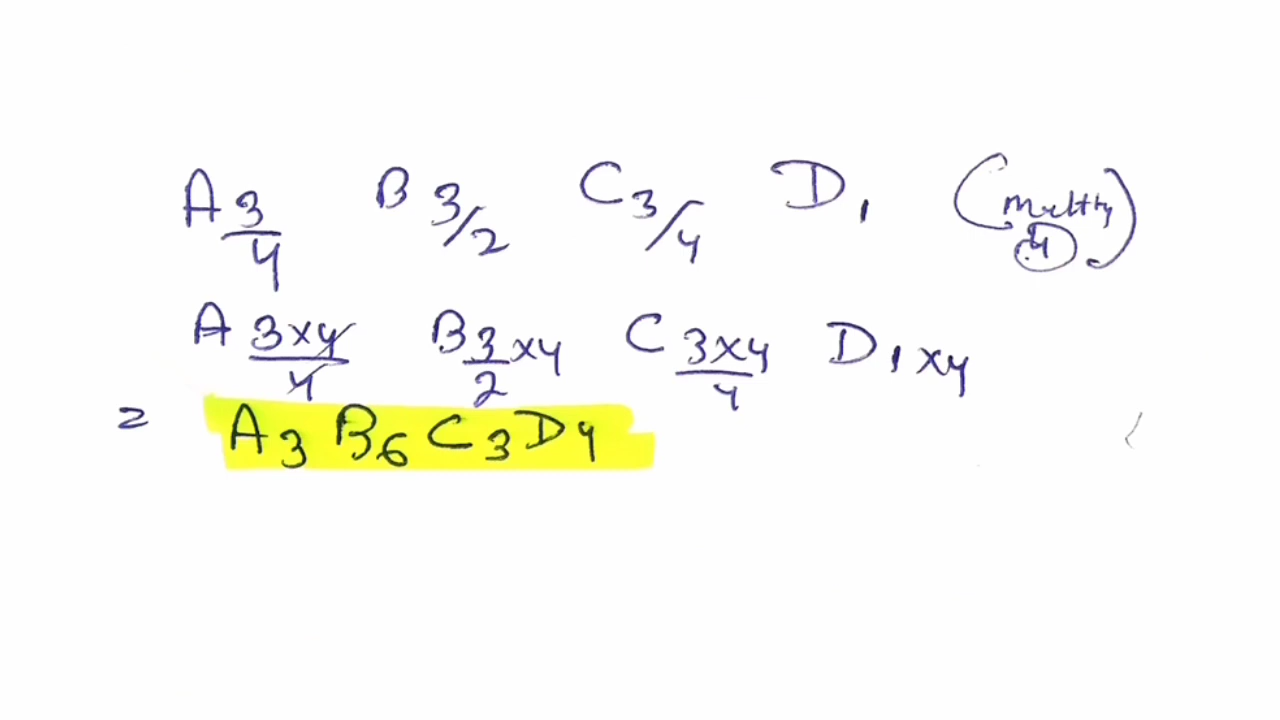 A 3/4 B 3/2 C 3/4 D 1 (multiply 4)
A 3x4/4 B 3/2 x4 C 3x4/4 D 1 x4
= A3 B6 C3 D4